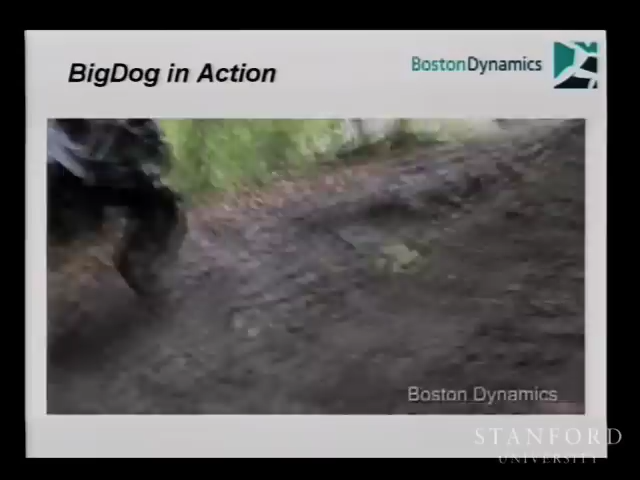 BigDog in Action
BostonDynamics
Boston Dynamics
STANFORD
UNIVERSITY